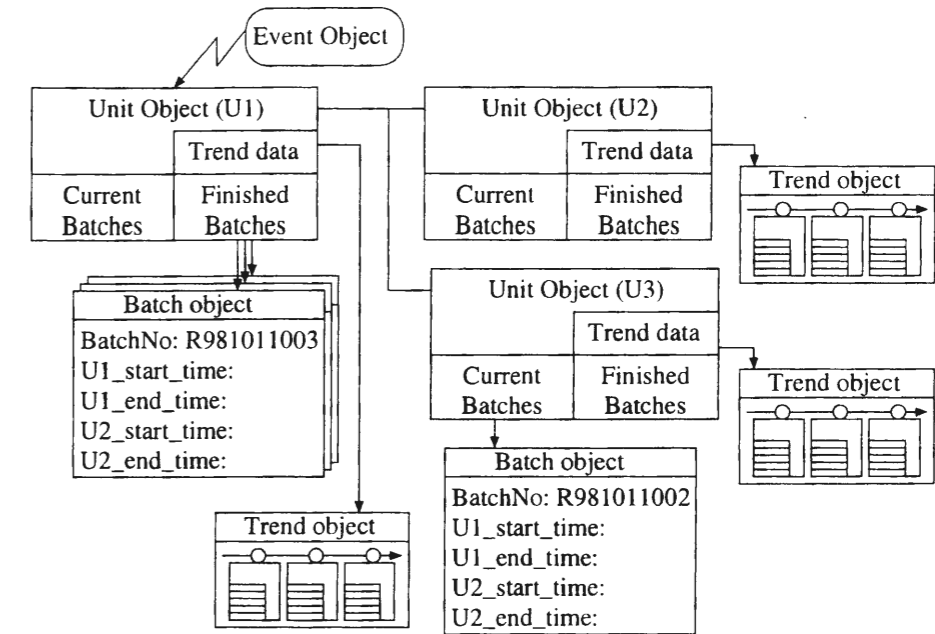 Event Object
Unit Object (U1)
Trend data
Current
Batches
Finished
Batches
Unit Object (U2)
Trend data
Current
Batches
Finished
Batches
Trend object
Batch object
BatchNo: R981011003
U1_start_time:
U1_end_time:
U2_start_time:
U2_end_time:
Unit Object (U3)
Trend data
Current
Batches
Finished
Batches
Trend object
Batch object
BatchNo: R981011002
U1_start_time:
U1_end_time:
U2_start_time:
U2_end_time:
Trend object